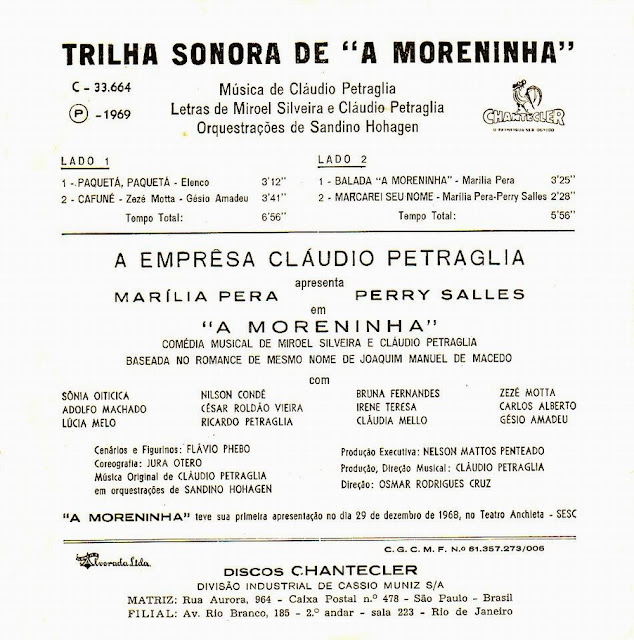 TRILHA SONORA DE "A MORENINHA"
C - 33.664
Ⓟ - 1969
Música de Cláudio Petraglia
Letras de Miroel Silveira e Cláudio Petraglia
Orquestrações de Sandino Hohagen
CHANTECLER
LADO 1
1 - PAQUETÁ, PAQUETÁ - Elenco 3'12"
2 - CAFUNÉ - Zezé Motta - Gésio Amadeu 3'41"
Tempo Total: 6'56"
LADO 2
1 - BALADA "A MORENINHA" - Marilia Pera 3'25"
2 - MARCAREI SEU NOME - Marilia Pera-Perry Salles 2'28"
Tempo Total: 5'56"
A EMPRÊSA CLÁUDIO PETRAGLIA
apresenta
MARÍLIA PERA PERRY SALLES
em
"A MORENINHA"
COMÉDIA MUSICAL DE MIROEL SILVEIRA E CLÁUDIO PETRAGLIA
BASEADA NO ROMANCE DE MESMO NOME DE JOAQUIM MANUEL DE MACEDO
com
SÔNIA OITICICA NILSON CONDÉ BRUNA FERNANDES ZEZÉ MOTTA
ADOLFO MACHADO CÉSAR ROLDÃO VIEIRA IRENE TERESA CARLOS ALBERTO
LÚCIA MELO RICARDO PETRAGLIA CLÁUDIA MELLO GÉSIO AMADEU
Cenários e Figurinos: FLÁVIO PHEBO
Coreografia: JURA OTERO
Música Original de CLÁUDIO PETRAGLIA
em orquestrações de SANDINO HOHAGEN
Produção Executiva: NELSON MATTOS PENTEADO
Produção, Direção Musical: CLÁUDIO PETRAGLIA
Direção: OSMAR RODRIGUES CRUZ
"A MORENINHA" teve sua primeira apresentação no dia 29 de dezembro de 1968, no Teatro Anchieta - SESC
C. G. C. M. F. N.º 61.357.273/006
Alvorada Ltda.
DISCOS CHANTECLER
DIVISÃO INDUSTRIAL DE CASSIO MUNIZ S/A
MATRIZ: Rua Aurora, 964 - Caixa Postal n.º 478 - São Paulo - Brasil
FILIAL: Av. Rio Branco, 185 - 2.º andar - sala 223 - Rio de Janeiro